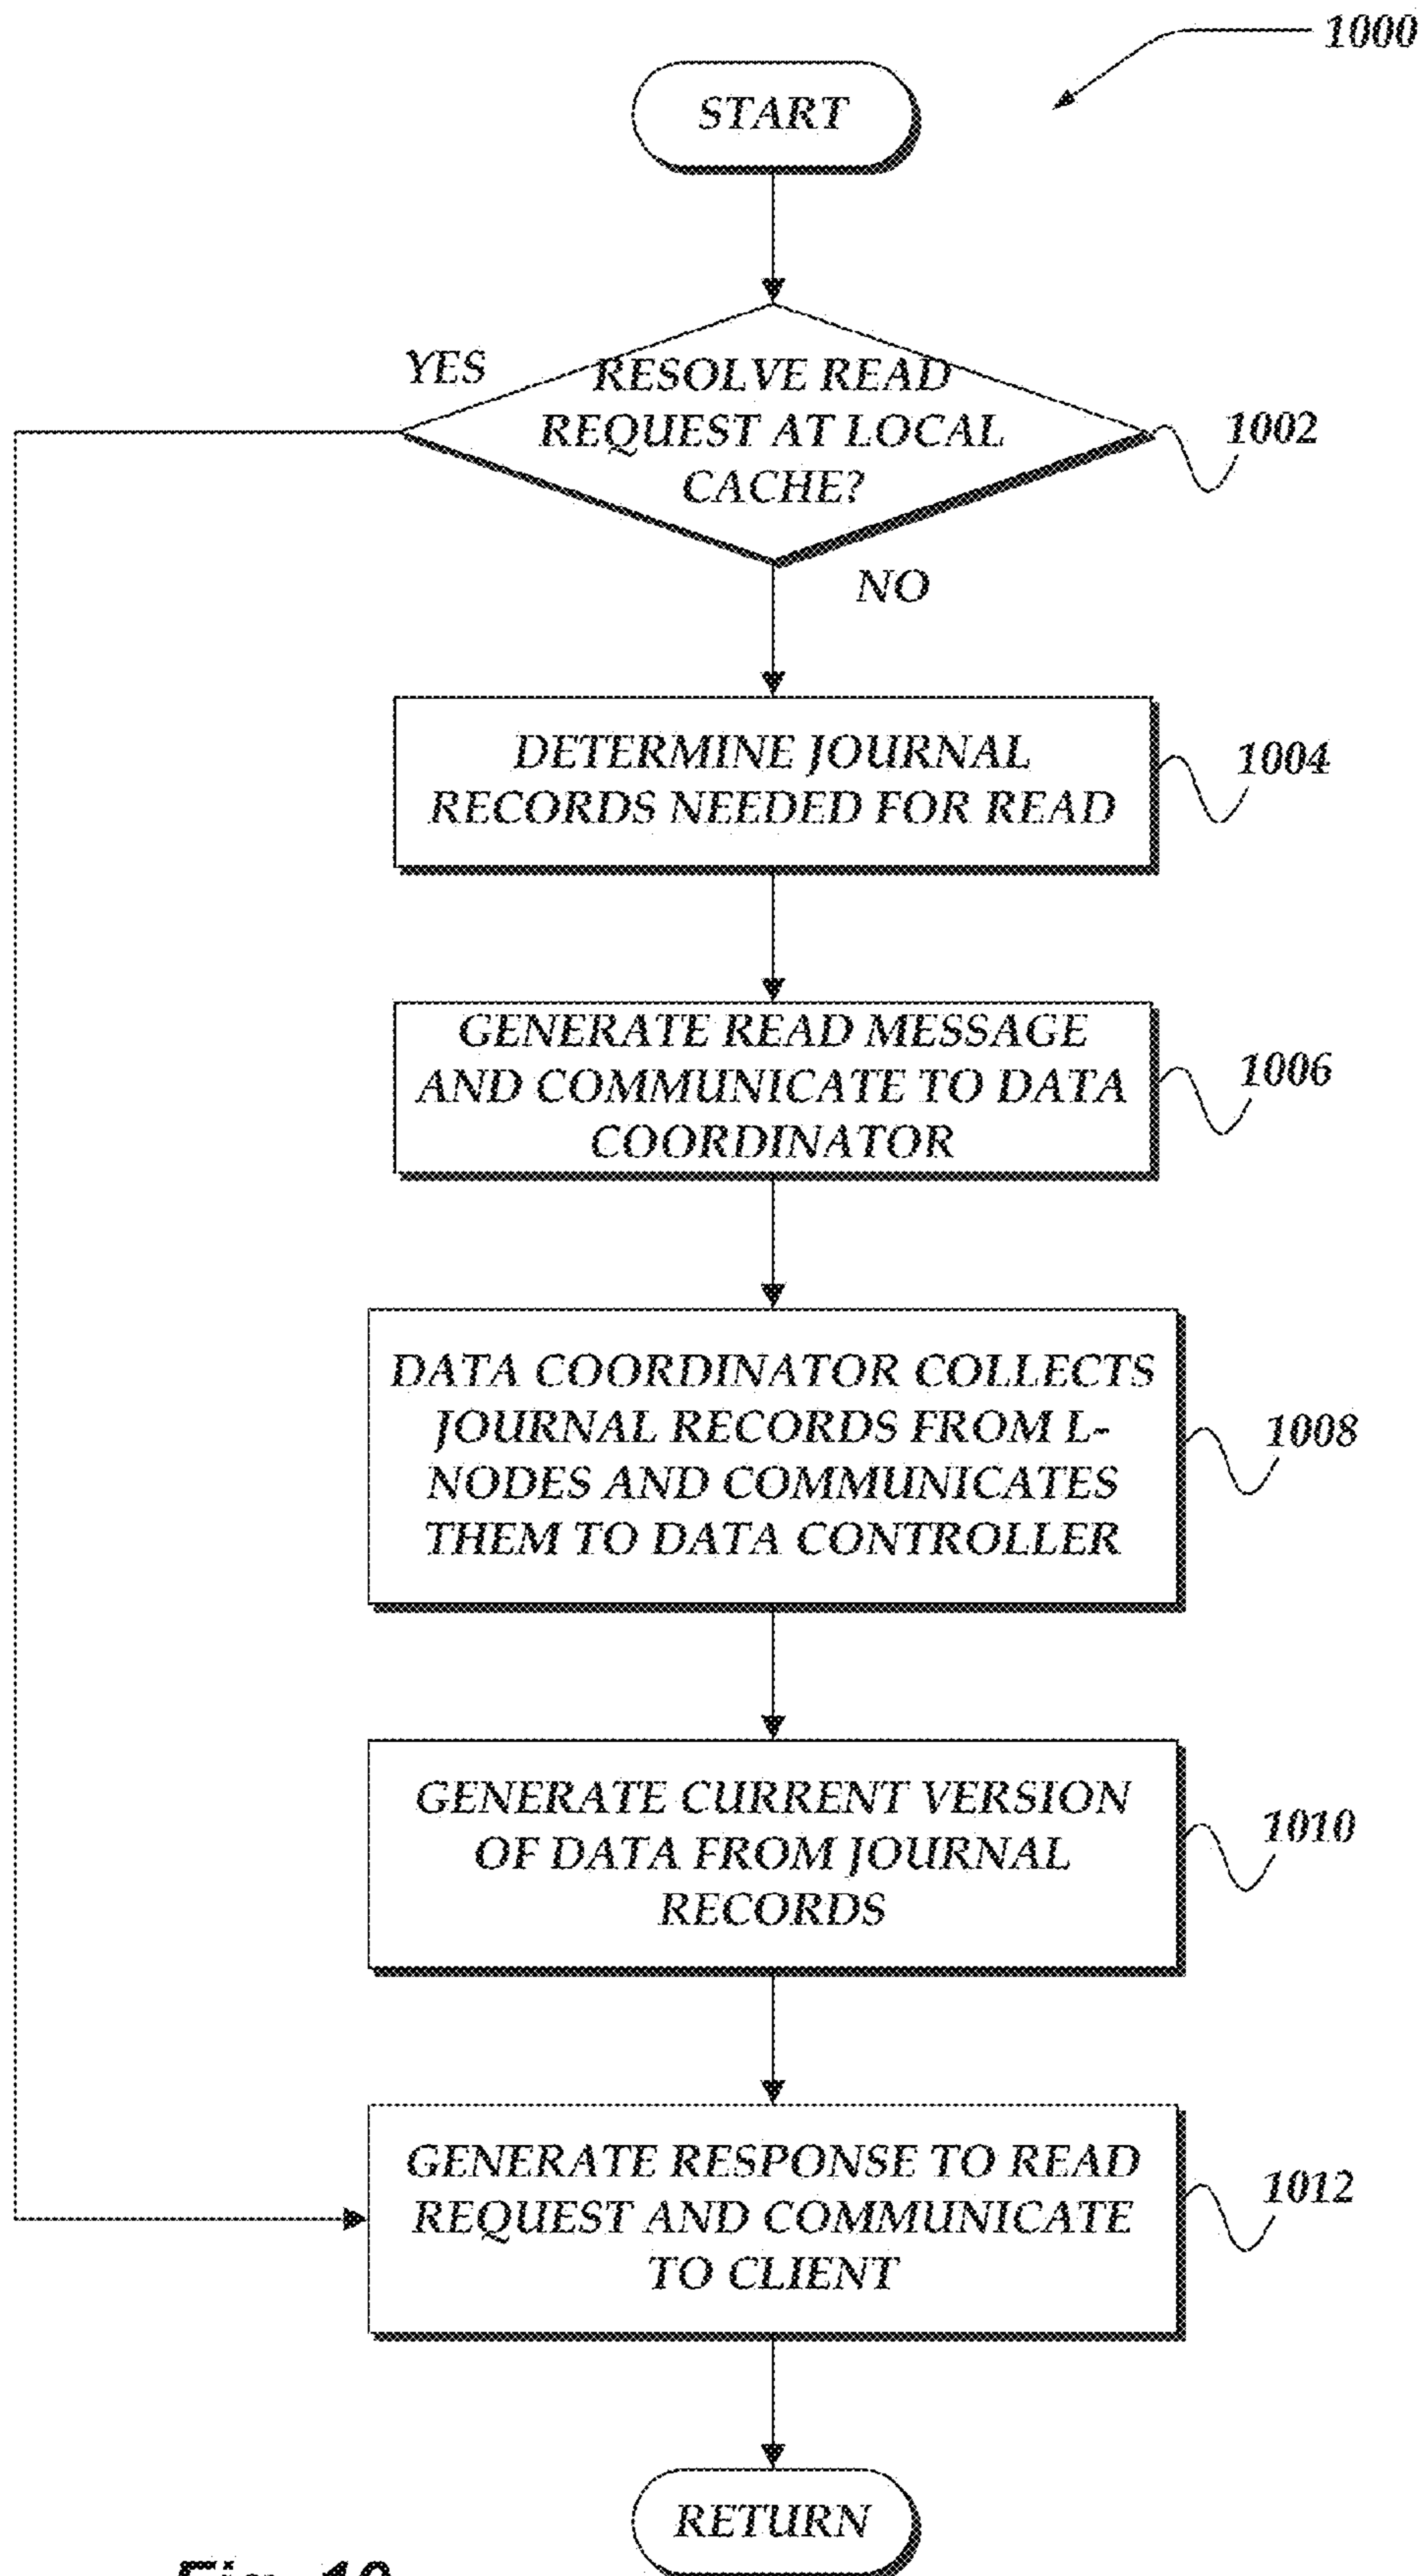 1000
START
YES
RESOLVE READ
REQUEST AT LOCAL
CACHE?
1002
NO
DETERMINE JOURNAL
RECORDS NEEDED FOR READ
1004
GENERATE READ MESSAGE
AND COMMUNICATE TO DATA
COORDINATOR
1006
DATA COORDINATOR COLLECTS
JOURNAL RECORDS FROM L-
NODES AND COMMUNICATES
THEM TO DATA CONTROLLER
1008
GENERATE CURRENT VERSION
OF DATA FROM JOURNAL
RECORDS
1010
GENERATE RESPONSE TO READ
REQUEST AND COMMUNICATE
TO CLIENT
1012
RETURN
Fig. 10